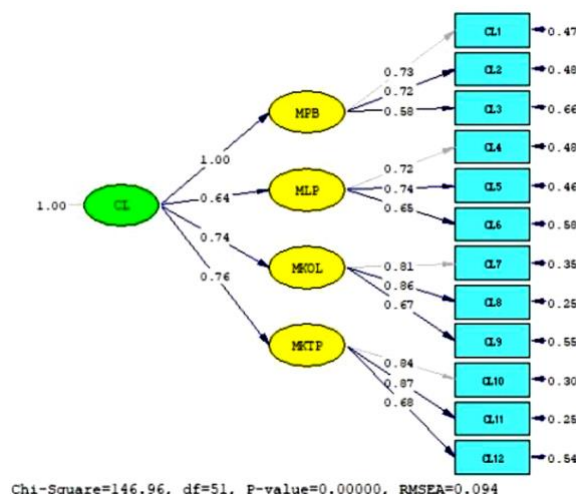 CL1
0.47
CL2
0.48
0.73
0.72
0.58
CL3
0.66
MPB
CL4
0.48
1.00
0.72
0.74
0.65
CL5
0.46
MLP
1.00
CL
0.64
CL6
0.58
0.74
CL7
0.35
0.76
0.81
0.86
0.67
MKOL
CL8
0.25
CL9
0.55
MKTP
0.84
0.87
0.68
CL10
0.30
CL11
0.25
CL12
0.54
Chi-Square=146.96, df=51, P-value=0.00000, RMSEA=0.094